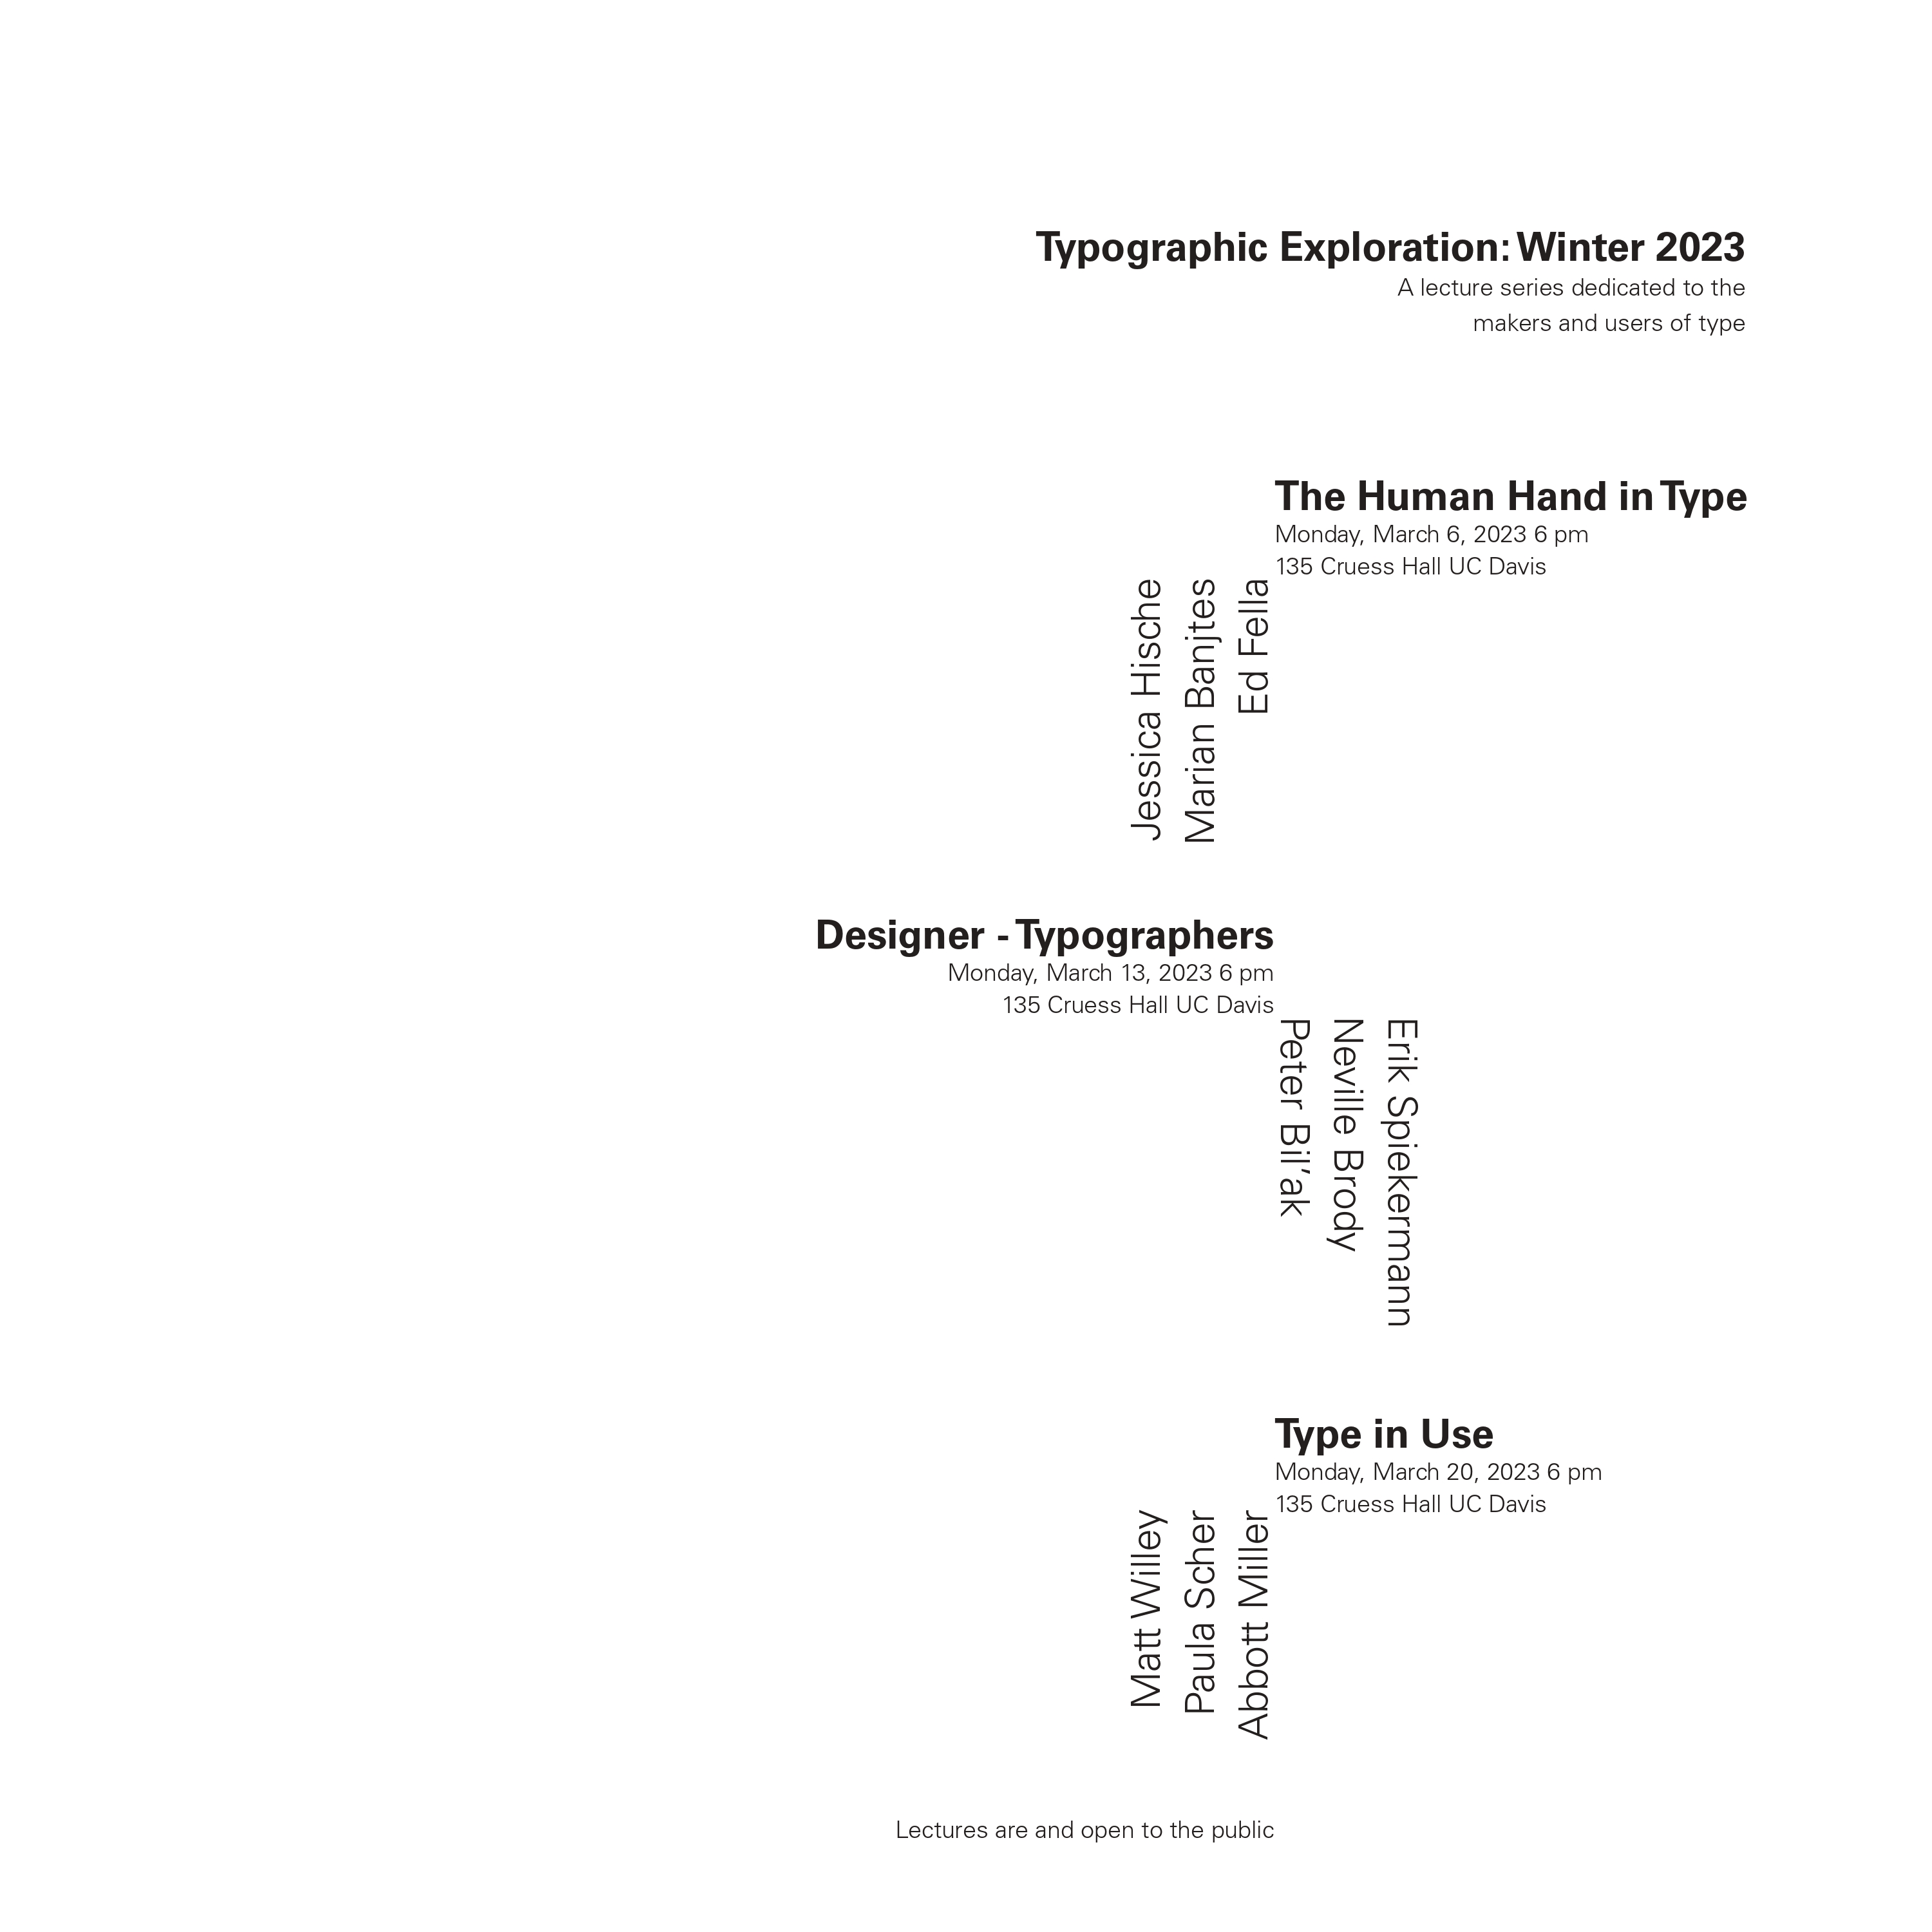 Typographic Exploration: Winter 2023
A lecture series dedicated to the
makers and users of type
The Human Hand in Type
Monday, March 6, 2023 6 pm
135 Cruess Hall UC Davis
Jessica Hische
Marian Banjtes
Ed Fella
Designer - Typographers
Monday, March 13, 2023 6 pm
135 Cruess Hall UC Davis
Erik Spiekermann
Neville Brody
Peter Bil’ak
Type in Use
Monday, March 20, 2023 6 pm
135 Cruess Hall UC Davis
Matt Willey
Paula Scher
Abbott Miller
Lectures are and open to the public